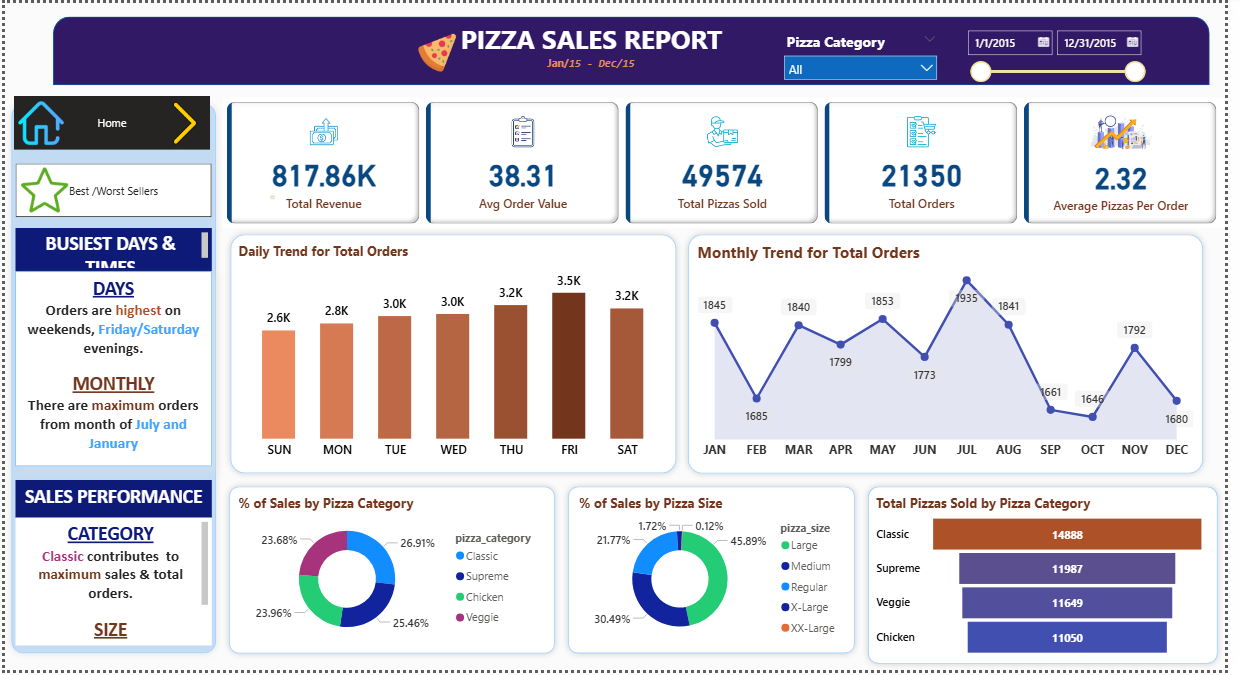 PIZZA SALES REPORT
Jan/15 - Dec/15
Pizza Category
All
1/1/2015
12/31/2015
Home
Best /Worst Sellers
BUSIEST DAYS &
TIMES
DAYS
Orders are highest on
weekends, Friday/Saturday
evenings.
MONTHLY
There are maximum orders
from month of July and
January
SALES PERFORMANCE
CATEGORY
Classic contributes to
maximum sales & total
orders.
SIZE
817.86K
Total Revenue
38.31
Avg Order Value
49574
Total Pizzas Sold
21350
Total Orders
2.32
Average Pizzas Per Order
Daily Trend for Total Orders
2.6K
2.8K
3.0K
3.0K
3.2K
3.5K
3.2K
SUN MON TUE WED THU FRI SAT
Monthly Trend for Total Orders
1845
1685
1840
1799
1853
1773
1935
1841
1661
1646
1792
1680
JAN FEB MAR APR MAY JUN JUL AUG SEP OCT NOV DEC
% of Sales by Pizza Category
23.68%
26.91%
23.96%
25.46%
pizza_category
Classic
Supreme
Chicken
Veggie
% of Sales by Pizza Size
1.72%
0.12%
21.77%
45.89%
30.49%
pizza_size
Large
Medium
Regular
X-Large
XX-Large
Total Pizzas Sold by Pizza Category
Classic 14888
Supreme 11987
Veggie 11649
Chicken 11050